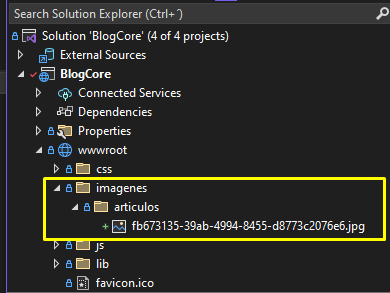 Search Solution Explorer (Ctrl+´)
Solution 'BlogCore' (4 of 4 projects)
External Sources
BlogCore
Connected Services
Dependencies
Properties
wwwroot
css
imagenes
articulos
fb673135-39ab-4994-8455-d8773c2076e6.jpg
js
lib
favicon.ico